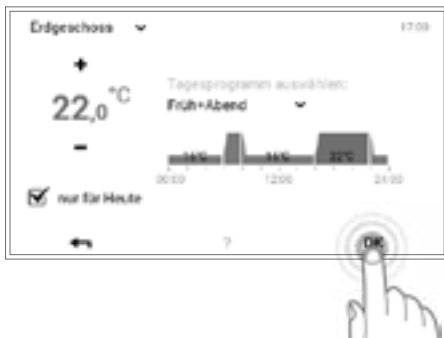 Erdgeschoss
17:03
+
22,0°C
−
Tagesprogramm auswählen:
Früh+Abend
16°C 16°C 22°C
00:00 12:00 24:00
nur für Heute
?
OK